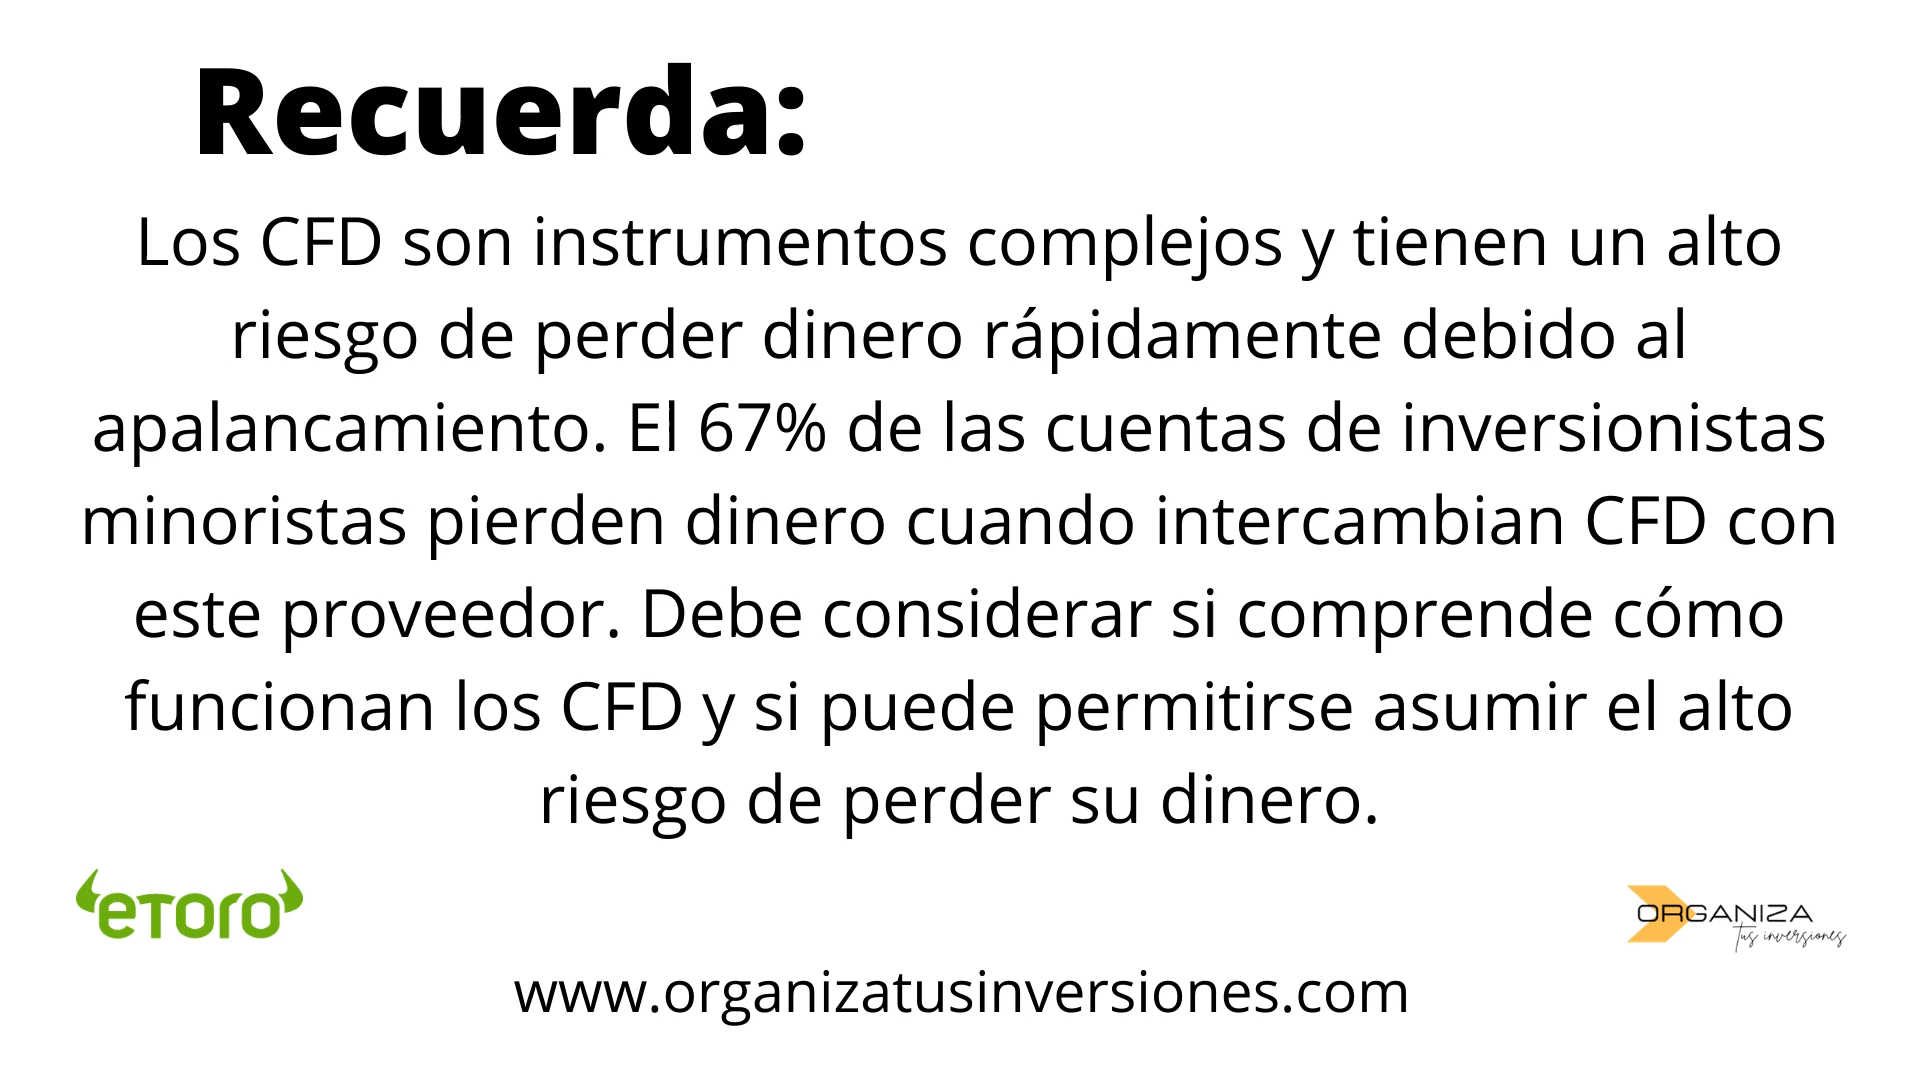 Recuerda:
Los CFD son instrumentos complejos y tienen un alto
riesgo de perder dinero rápidamente debido al
apalancamiento. El 67% de las cuentas de inversionistas
minoristas pierden dinero cuando intercambian CFD con
este proveedor. Debe considerar si comprende cómo
funcionan los CFD y si puede permitirse asumir el alto
riesgo de perder su dinero.
eToro
ORGANIZA
Tus inversiones
www.organizatusinversiones.com